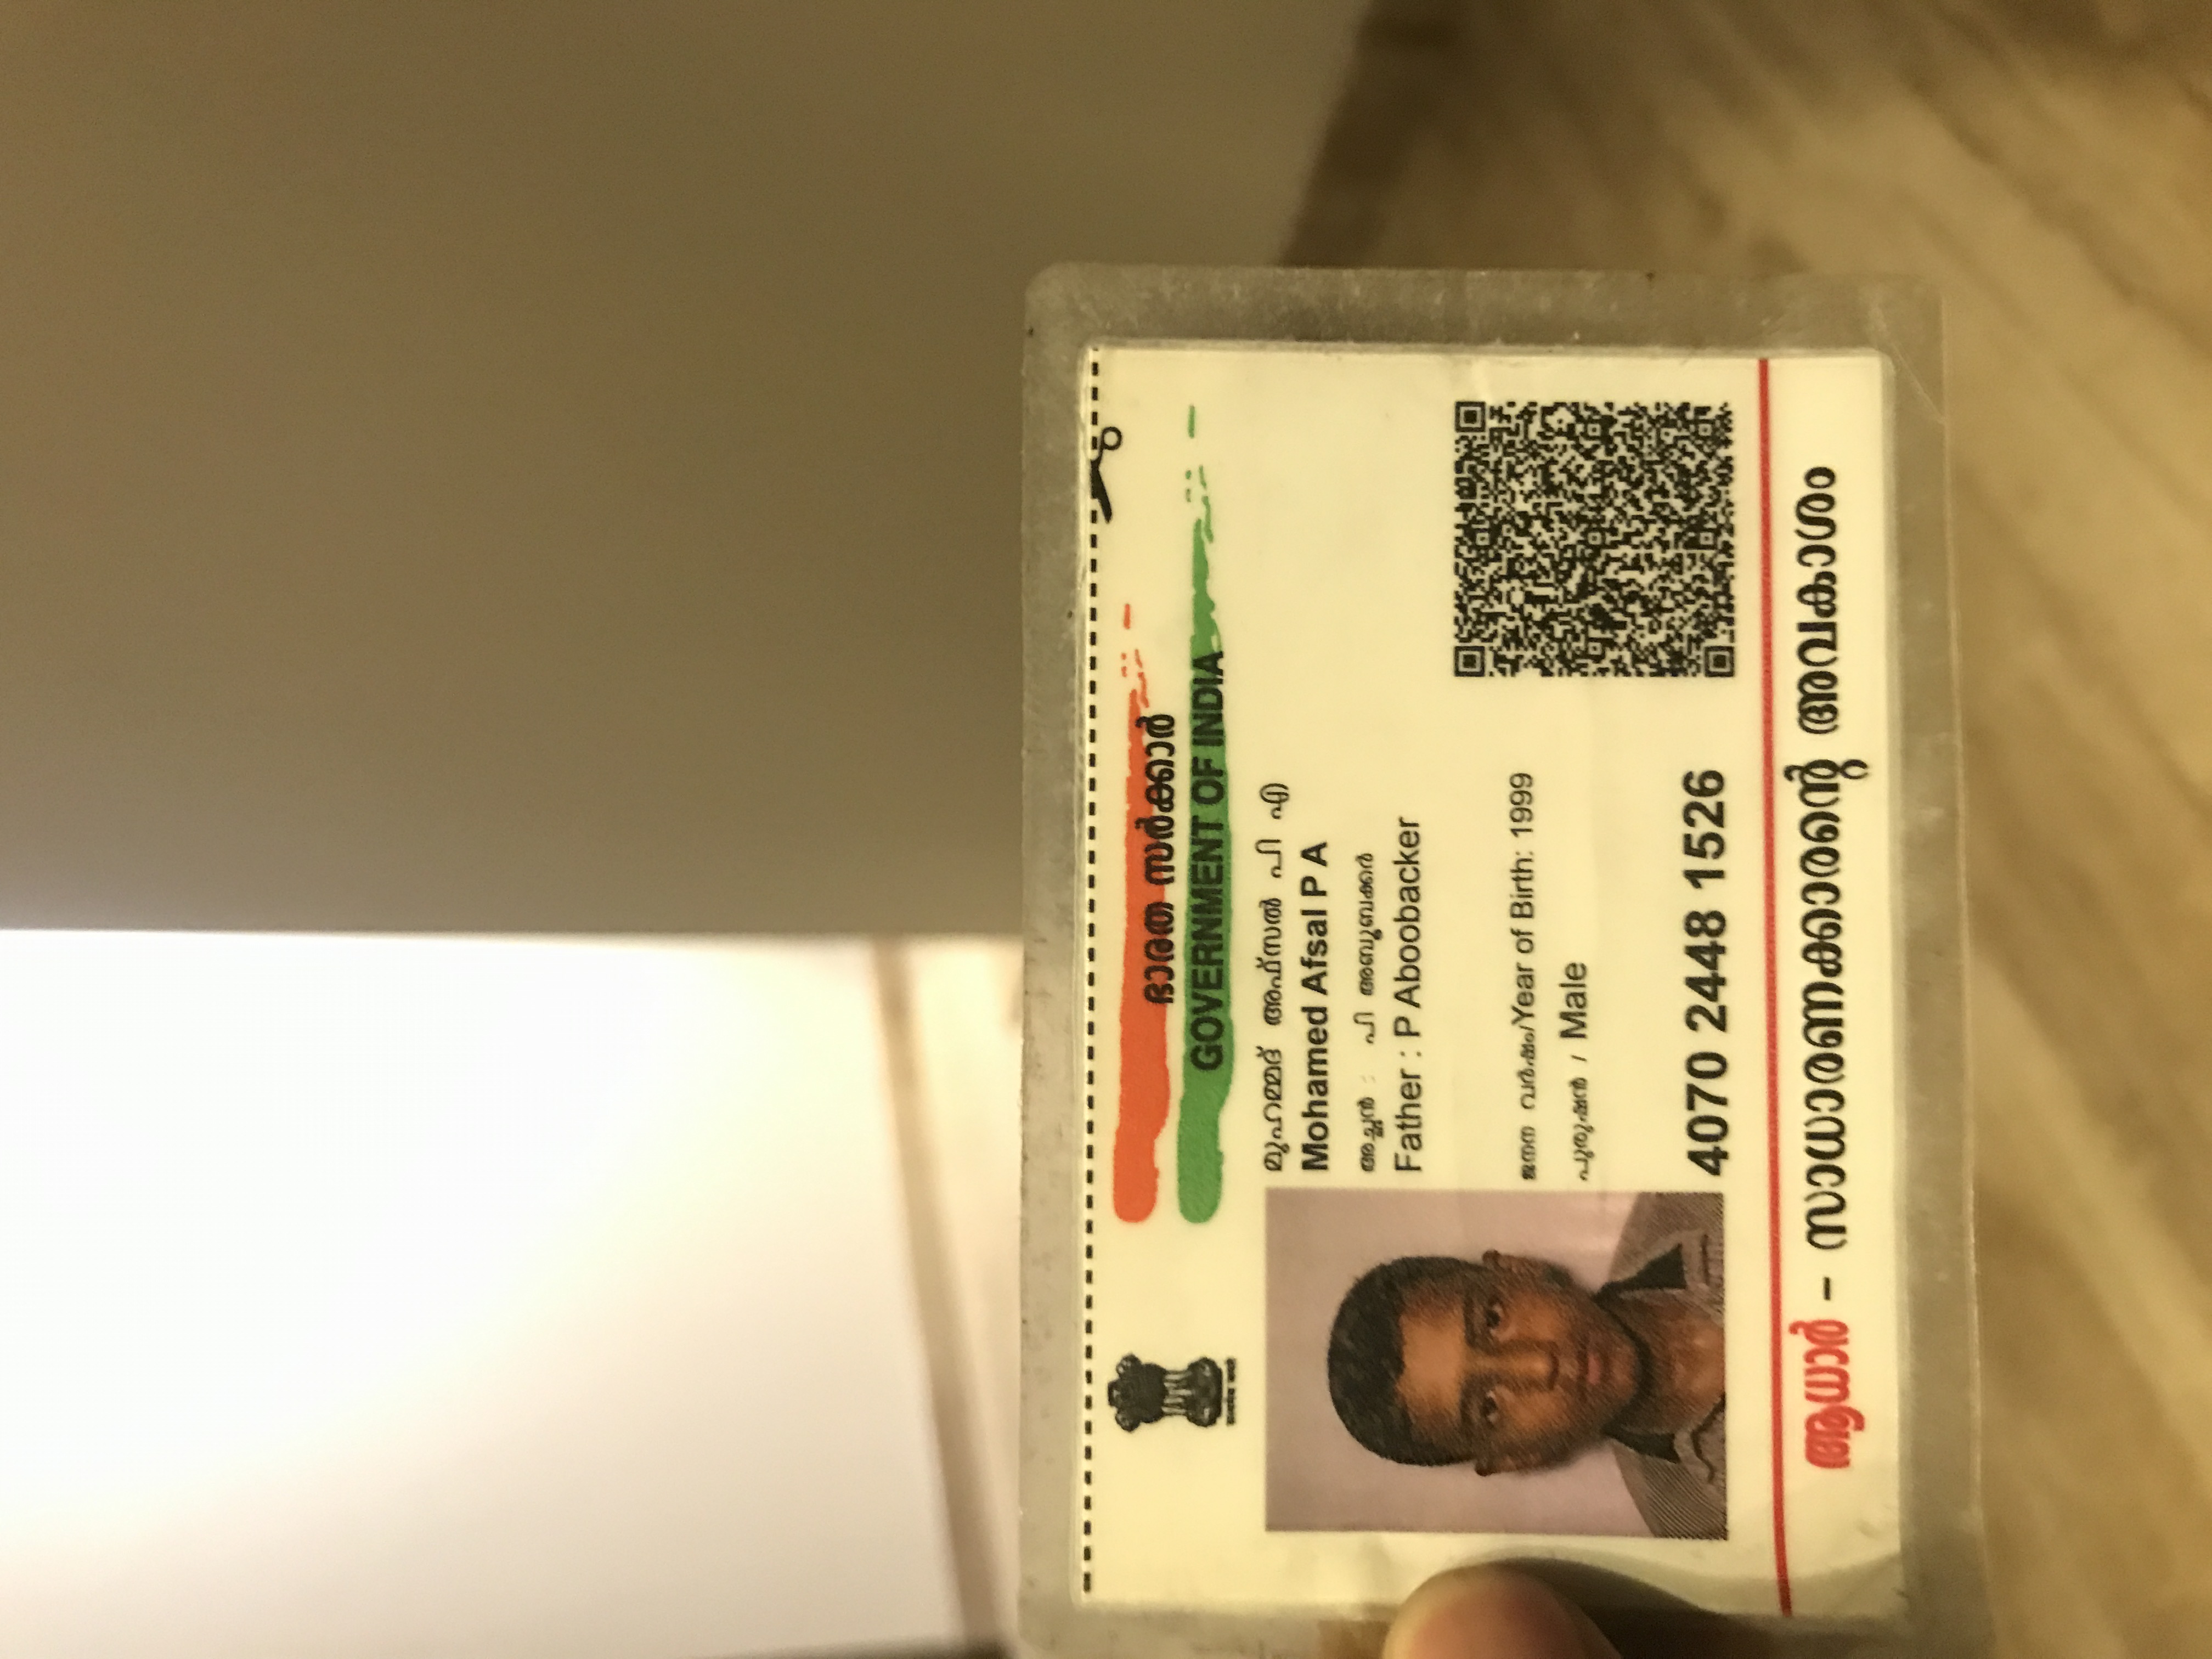 ഭാരത സർക്കാർ
GOVERNMENT OF INDIA
മുഹമ്മദ് അഫ്സൽ പി എ
Mohamed Afsal P A
അച്ഛൻ : പി അബൂബക്കർ
Father : P Aboobacker
ജനന വർഷം/Year of Birth: 1999
പുരുഷൻ / Male
4070 2448 1526
ആധാർ - സാധാരണക്കാരന്റെ അവകാശം